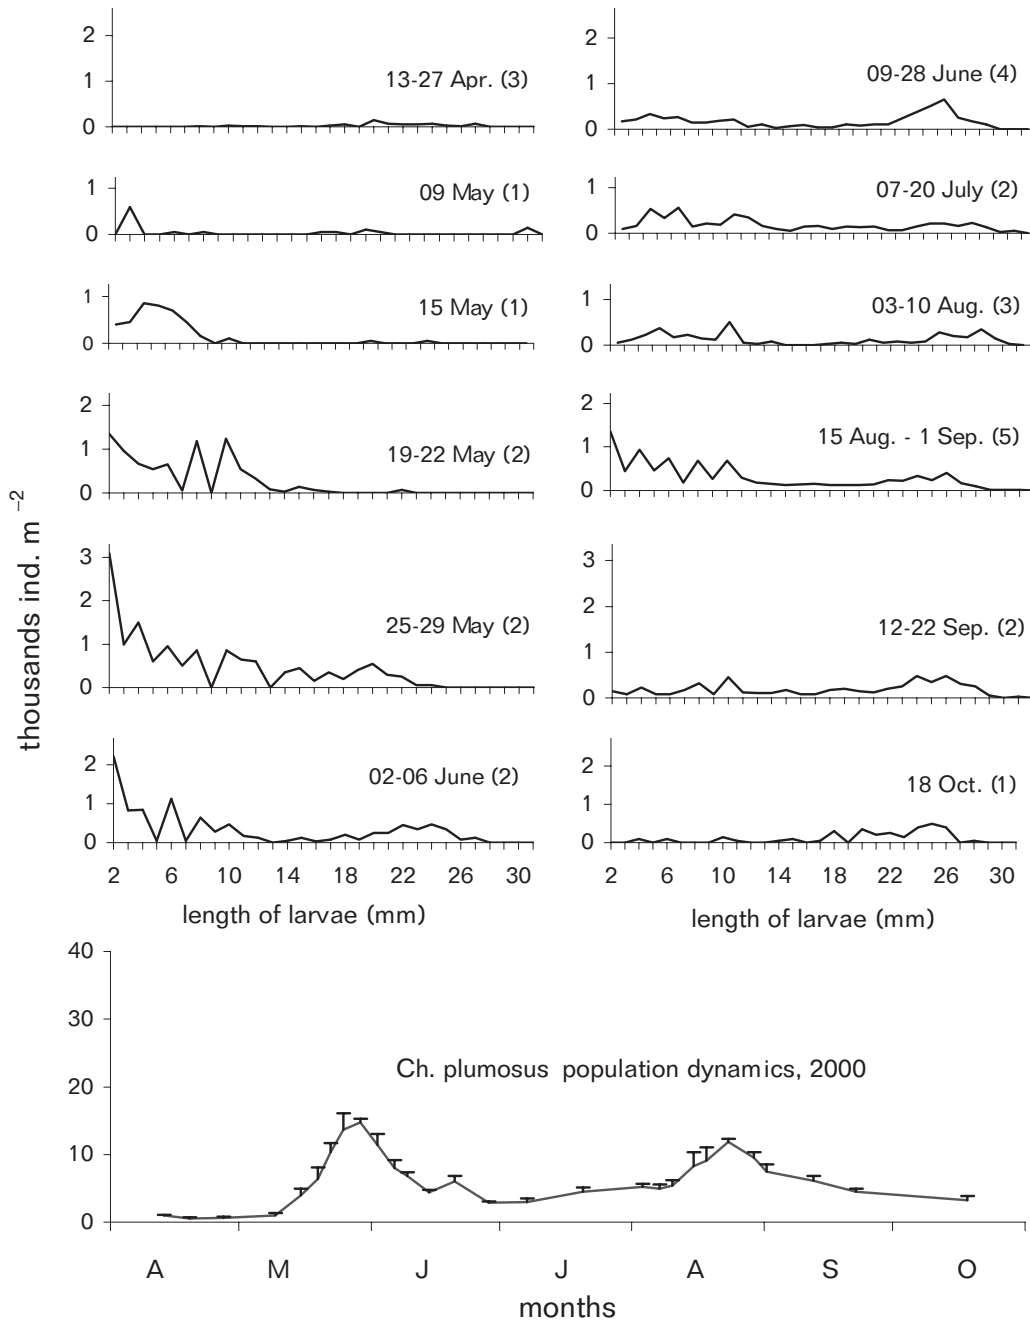 2
1
0
13-27 Apr. (3)
1
0
09 May (1)
1
0
15 May (1)
2
1
0
19-22 May (2)
3
2
1
0
25-29 May (2)
2
1
0
02-06 June (2)
2 6 10 14 18 22 26 30
length of larvae (mm)
2
1
0
09-28 June (4)
1
0
07-20 July (2)
1
0
03-10 Aug. (3)
2
1
0
15 Aug. - 1 Sep. (5)
3
2
1
0
12-22 Sep. (2)
2
1
0
18 Oct. (1)
2 6 10 14 18 22 26 30
length of larvae (mm)
thousands ind. m⁻²
40
30
20
10
0
Ch. plumosus population dynamics, 2000
A M J J A S O
months